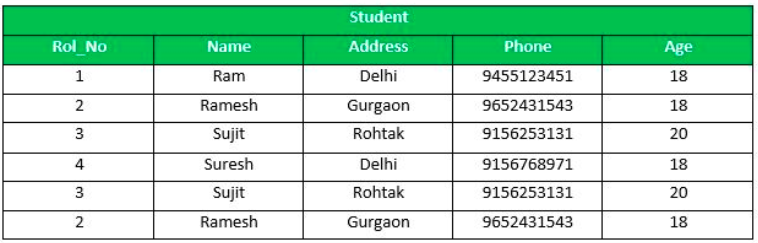 Student
Rol_No Name Address Phone Age
1 Ram Delhi 9455123451 18
2 Ramesh Gurgaon 9652431543 18
3 Sujit Rohtak 9156253131 20
4 Suresh Delhi 9156768971 18
3 Sujit Rohtak 9156253131 20
2 Ramesh Gurgaon 9652431543 18